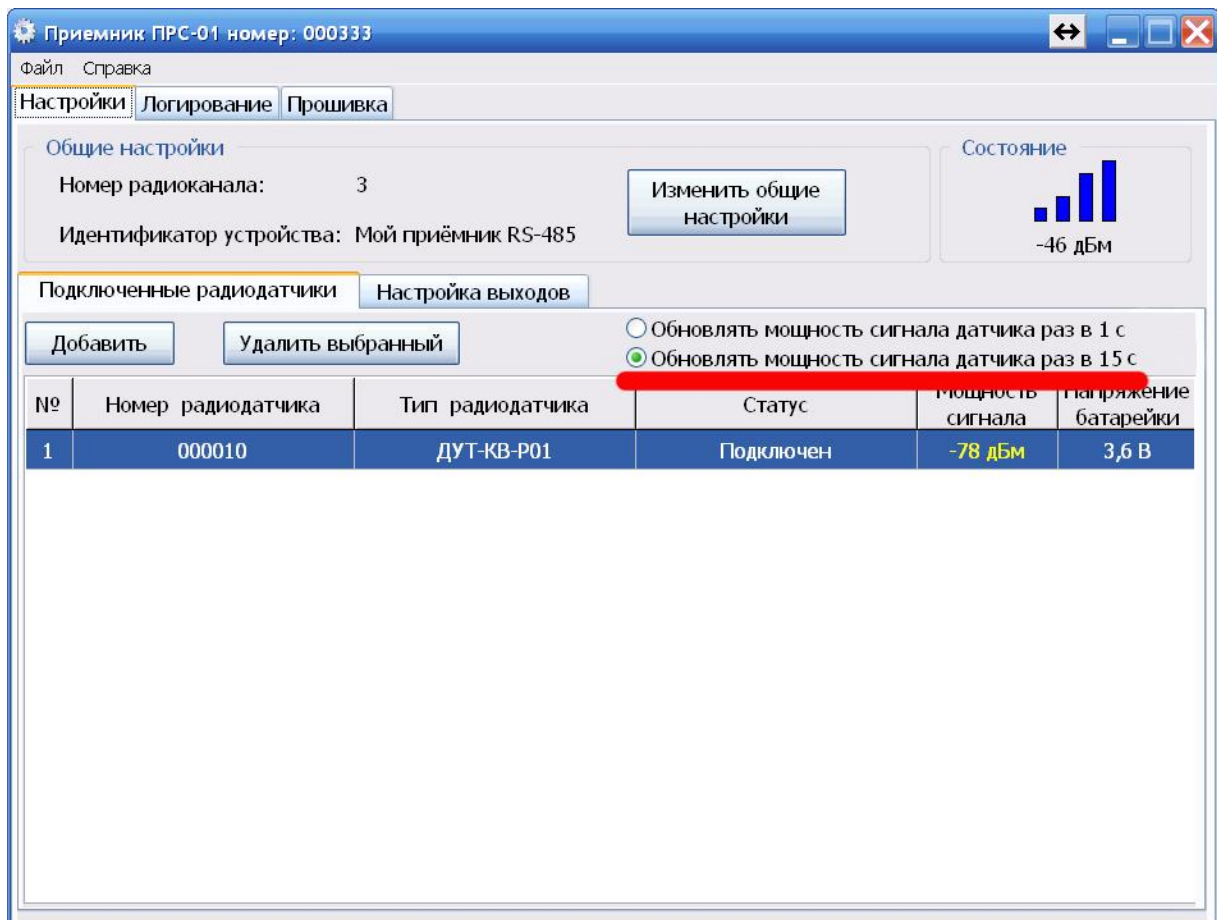 Приемник ПРС-01 номер: 000333
Файл Справка
Настройки Логирование Прошивка
Общие настройки
Номер радиоканала: 3
Идентификатор устройства: Мой приёмник RS-485
Изменить общие
настройки
Состояние
-46 дБм
Подключенные радиодатчики Настройка выходов
Добавить Удалить выбранный
Обновлять мощность сигнала датчика раз в 1 с
Обновлять мощность сигнала датчика раз в 15 с
№ Номер радиодатчика Тип радиодатчика Статус Мощность сигнала Напряжение батарейки
1 000010 ДУТ-КВ-Р01 Подключен -78 дБм 3,6 В